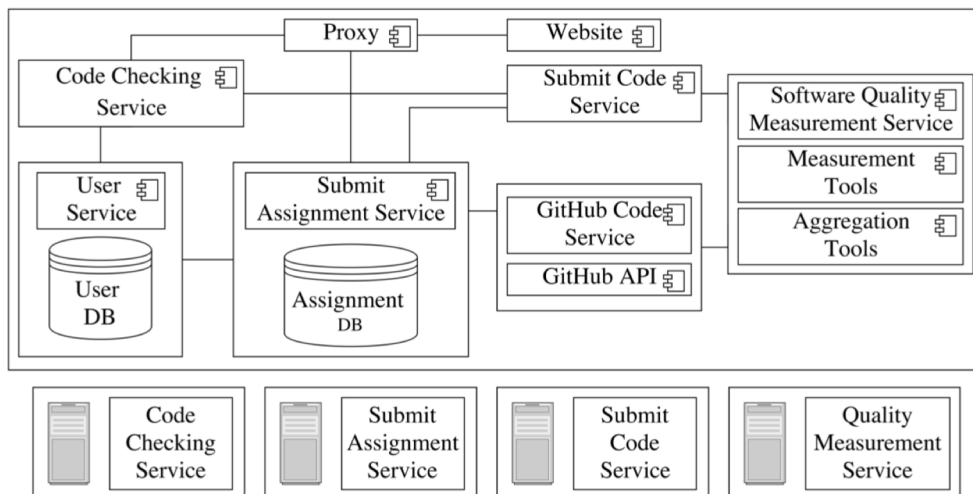 Proxy
Website
Code Checking
Service
Submit Code
Service
Software Quality
Measurement Service
Measurement
Tools
Aggregation
Tools
User
Service
User
DB
Submit
Assignment Service
Assignment
DB
GitHub Code
Service
GitHub API
Code
Checking
Service
Submit
Assignment
Service
Submit
Code
Service
Quality
Measurement
Service